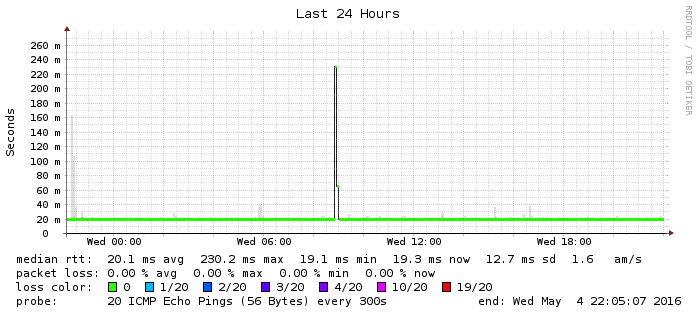 Last 24 Hours
RRDTOOL / TOBI OETIKER
Seconds
260 m
240 m
220 m
200 m
180 m
160 m
140 m
120 m
100 m
80 m
60 m
40 m
20 m
0
Wed 00:00 Wed 06:00 Wed 12:00 Wed 18:00
median rtt: 20.1 ms avg 230.2 ms max 19.1 ms min 19.3 ms now 12.7 ms sd 1.6 am/s
packet loss: 0.00 % avg 0.00 % max 0.00 % min 0.00 % now
loss color: 0 1/20 2/20 3/20 4/20 10/20 19/20
probe: 20 ICMP Echo Pings (56 Bytes) every 300s end: Wed May 4 22:05:07 2016